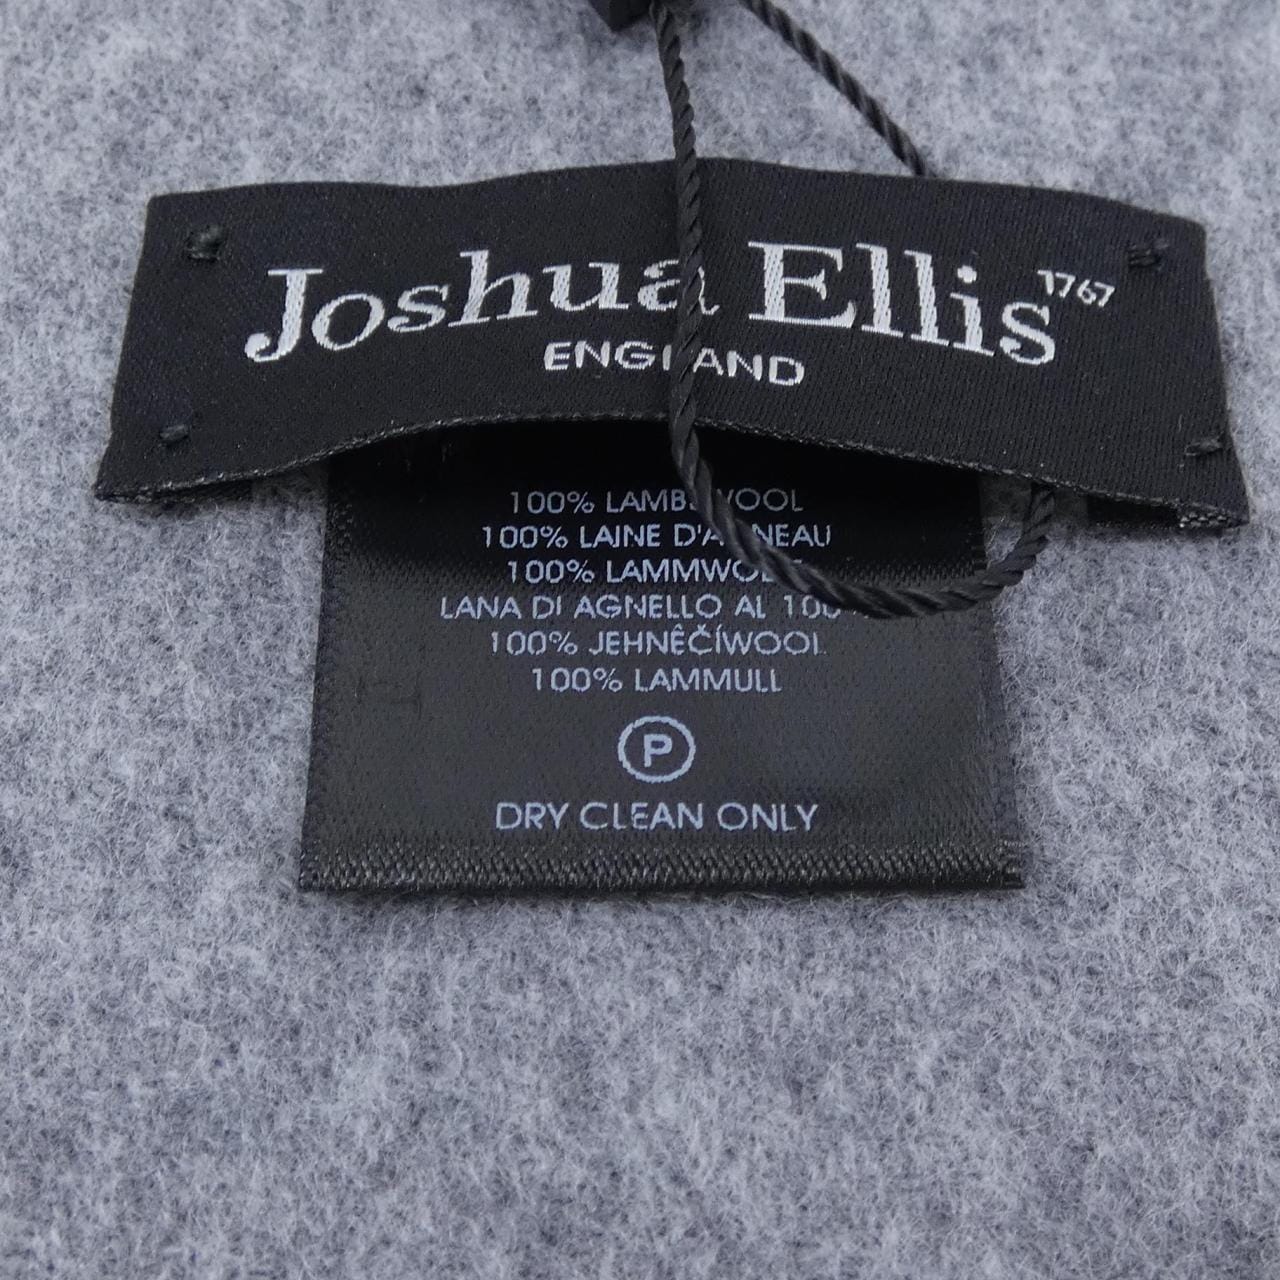 Joshua Ellis 1767
ENGLAND
100% LAMBSWOOL
100% LAINE D'AGNEAU
100% LAMMWOLLE
LANA DI AGNELLO AL 100%
100% JEHNĚČÍWOOL
100% LAMMULL
P
DRY CLEAN ONLY